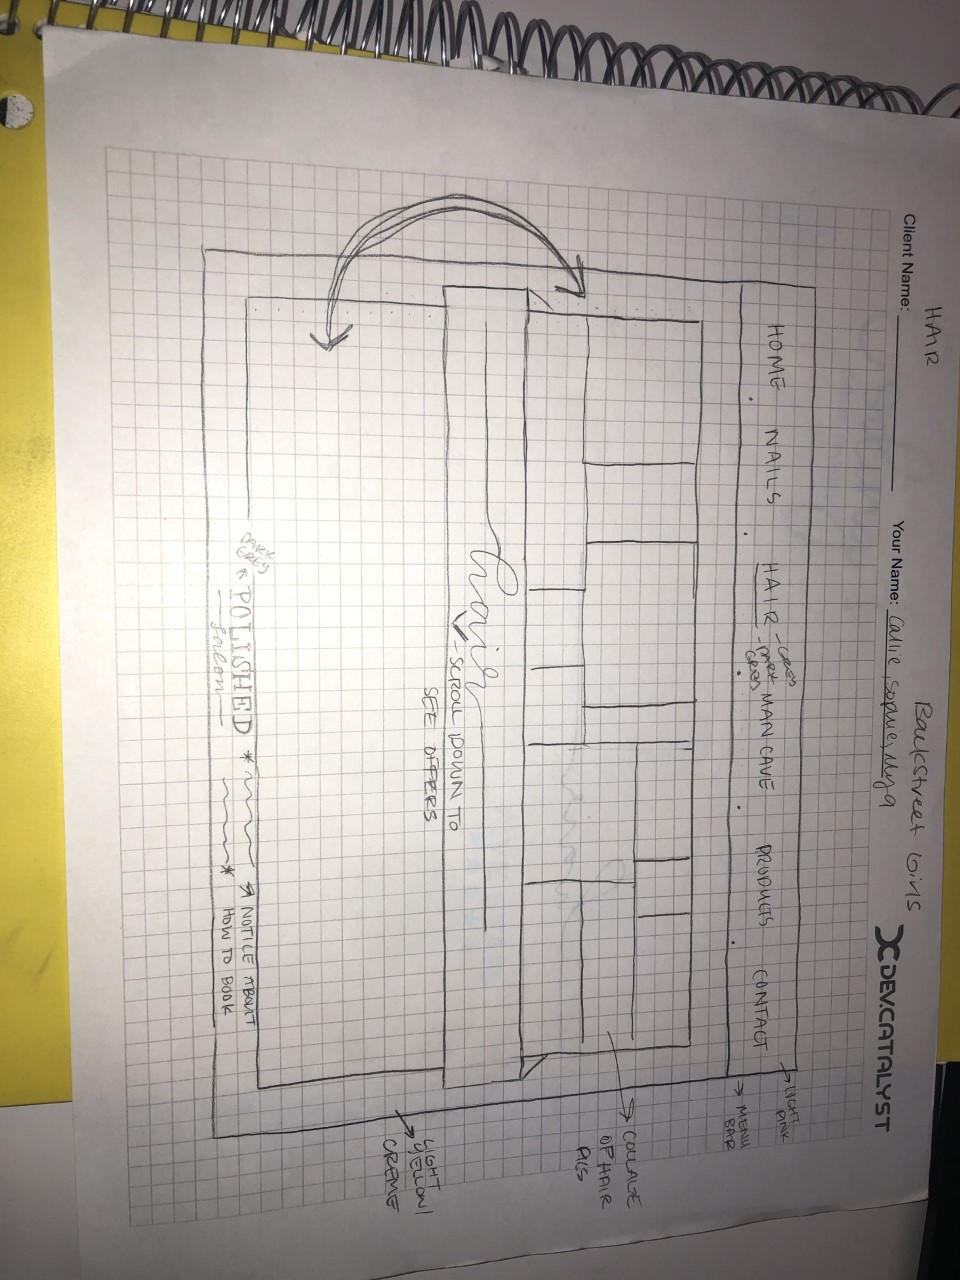 HAIR
Backstreet Girls
Client Name:
Your Name: Callie, Sophie, Mya
DEV.CATALYST
HOME NAILS HAIR MAN CAVE PRODUCTS CONTACT
- GREY
- DARK GREY
LIGHT PINK
MENU BAR
COLLAGE
OF HAIR
PICS
hair
- SCROLL DOWN TO
SEE OFFERS
LIGHT
YELLOW/
CREME
DARK GREY
POLISHED
salon
NOTICE ABOUT
HOW TO BOOK